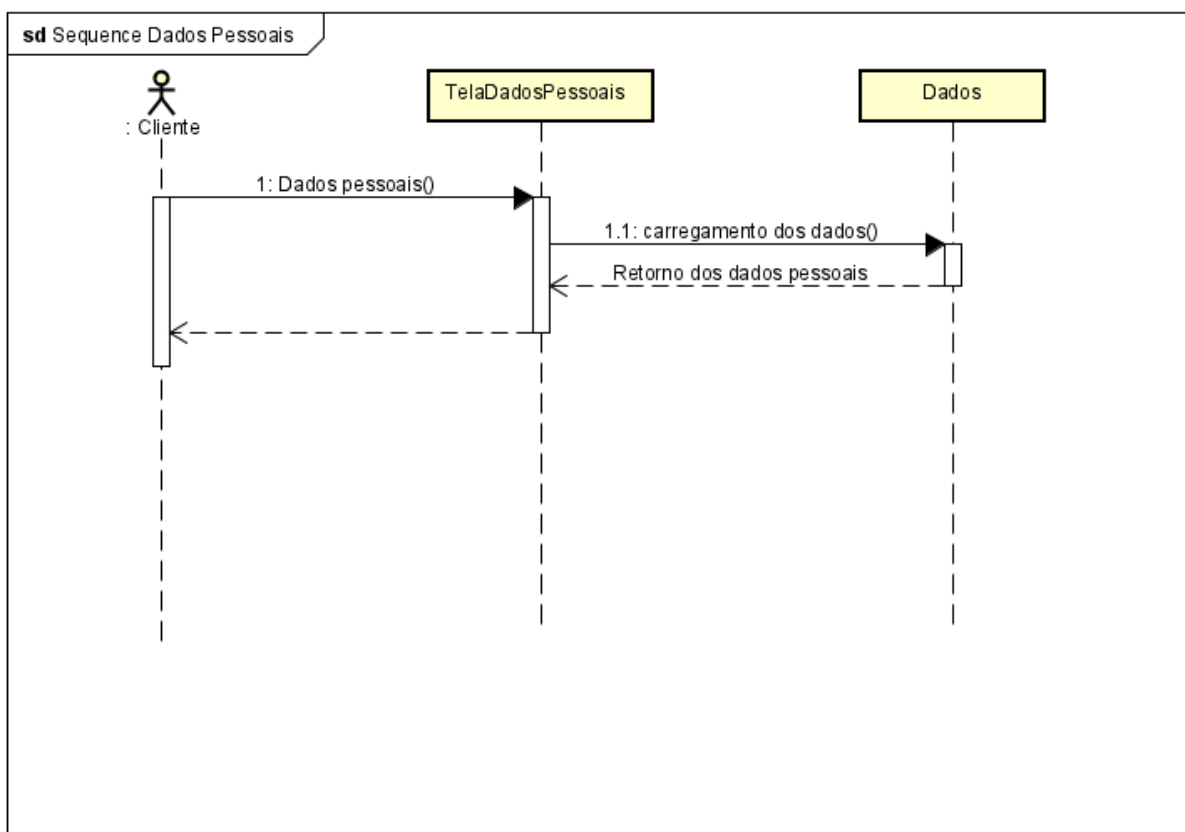 sd Sequence Dados Pessoais
: Cliente
TelaDadosPessoais
Dados
1: Dados pessoais()
1.1: carregamento dos dados()
Retorno dos dados pessoais